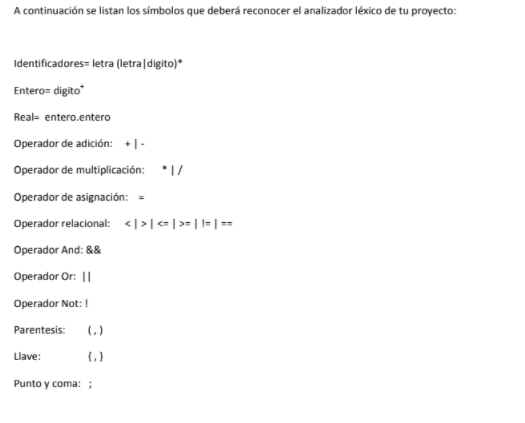 A continuación se listan los símbolos que deberá reconocer el analizador léxico de tu proyecto:
Identificadores= letra (letra|digito)*
Entero= digito⁺
Real= entero.entero
Operador de adición: + | -
Operador de multiplicación: * | /
Operador de asignación: =
Operador relacional: < | > | <= | >= | != | ==
Operador And: &&
Operador Or: ||
Operador Not: !
Parentesis: ( , )
Llave: { , }
Punto y coma: ;